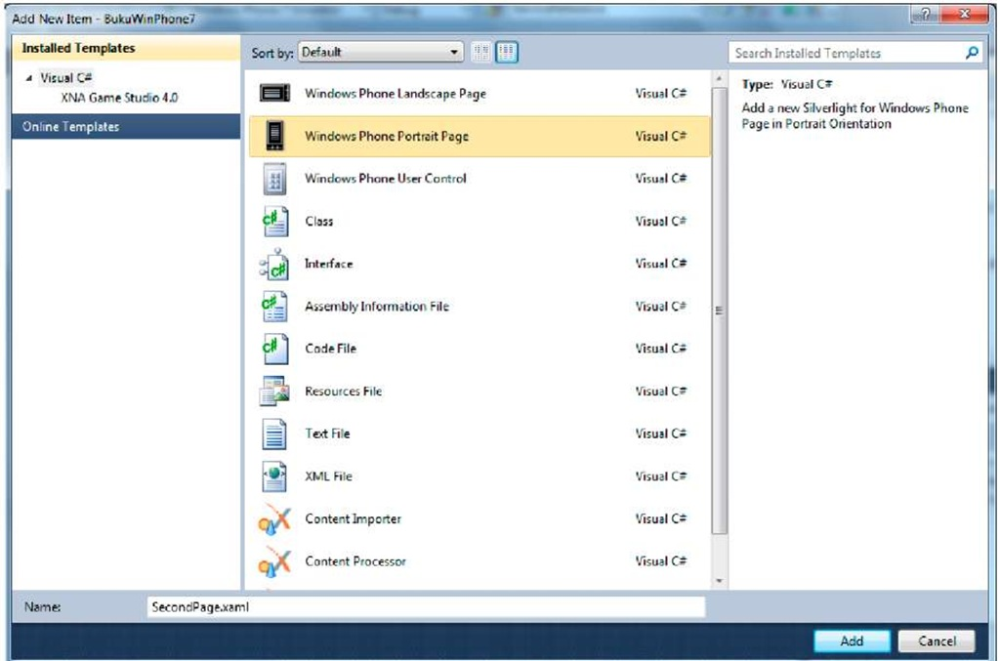 Add New Item - BukuWinPhone7
Installed Templates
Visual C#
XNA Game Studio 4.0
Online Templates
Sort by: Default
Search Installed Templates
Windows Phone Landscape Page Visual C#
Windows Phone Portrait Page Visual C#
Windows Phone User Control Visual C#
Class Visual C#
Interface Visual C#
Assembly Information File Visual C#
Code File Visual C#
Resources File Visual C#
Text File Visual C#
XML File Visual C#
Content Importer Visual C#
Content Processor Visual C#
Type: Visual C#
Add a new Silverlight for Windows Phone
Page in Portrait Orientation
Name: SecondPage.xaml
Add Cancel